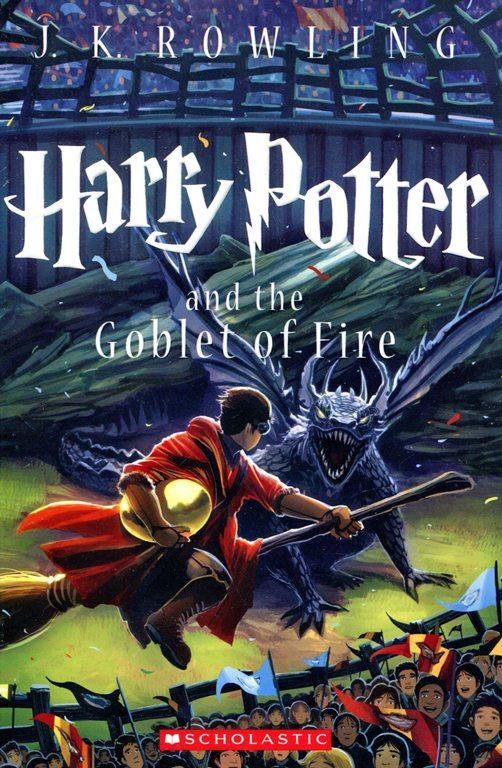 J. K. ROWLING
Harry Potter
and the
Goblet of Fire
SCHOLASTIC